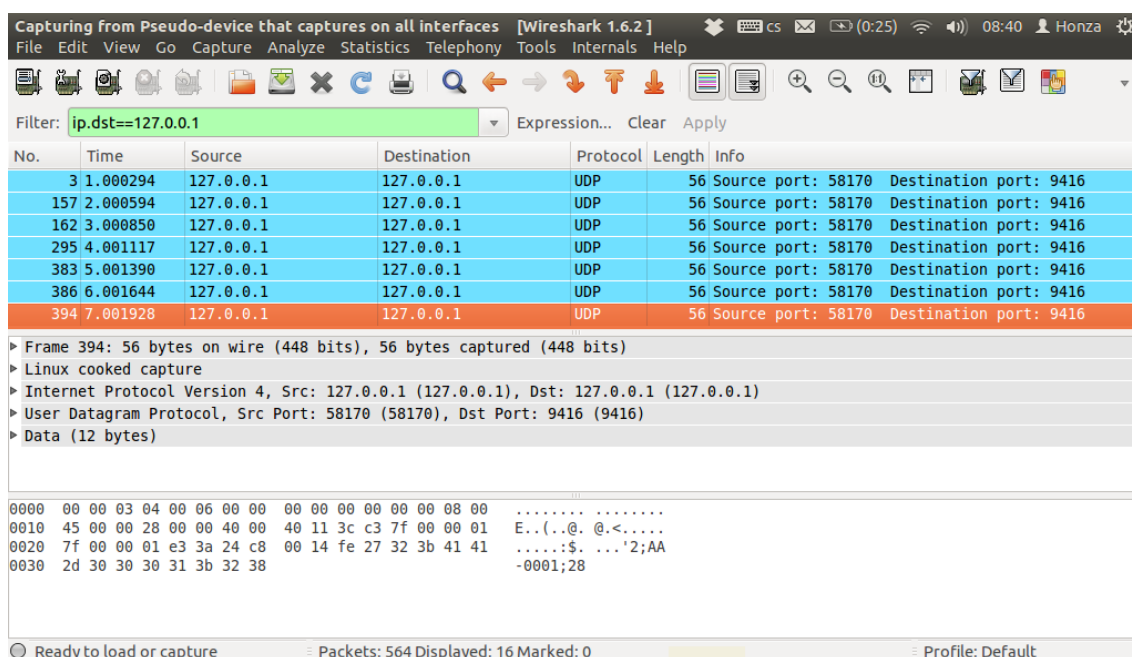 Capturing from Pseudo-device that captures on all interfaces [Wireshark 1.6.2 ] cs (0:25) 08:40 Honza
File Edit View Go Capture Analyze Statistics Telephony Tools Internals Help
Filter: ip.dst==127.0.0.1 Expression... Clear Apply
No. Time Source Destination Protocol Length Info
3 1.000294 127.0.0.1 127.0.0.1 UDP 56 Source port: 58170 Destination port: 9416
157 2.000594 127.0.0.1 127.0.0.1 UDP 56 Source port: 58170 Destination port: 9416
162 3.000850 127.0.0.1 127.0.0.1 UDP 56 Source port: 58170 Destination port: 9416
295 4.001117 127.0.0.1 127.0.0.1 UDP 56 Source port: 58170 Destination port: 9416
383 5.001390 127.0.0.1 127.0.0.1 UDP 56 Source port: 58170 Destination port: 9416
386 6.001644 127.0.0.1 127.0.0.1 UDP 56 Source port: 58170 Destination port: 9416
394 7.001928 127.0.0.1 127.0.0.1 UDP 56 Source port: 58170 Destination port: 9416
Frame 394: 56 bytes on wire (448 bits), 56 bytes captured (448 bits)
Linux cooked capture
Internet Protocol Version 4, Src: 127.0.0.1 (127.0.0.1), Dst: 127.0.0.1 (127.0.0.1)
User Datagram Protocol, Src Port: 58170 (58170), Dst Port: 9416 (9416)
Data (12 bytes)
0000 00 00 03 04 00 06 00 00 00 00 00 00 00 00 08 00 ........ ........
0010 45 00 00 28 00 00 40 00 40 11 3c c3 7f 00 00 01 E..(..@. @.<.....
0020 7f 00 00 01 e3 3a 24 c8 00 14 fe 27 32 3b 41 41 .....:$. ...'2;AA
0030 2d 30 30 30 31 3b 32 38 -0001;28
Ready to load or capture Packets: 564 Displayed: 16 Marked: 0 Profile: Default